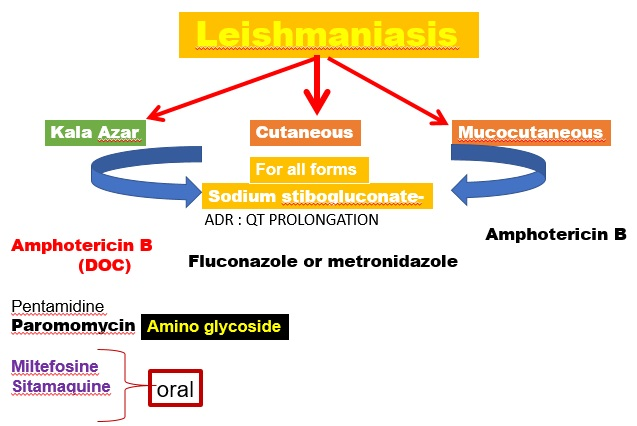 Leishmaniasis
Kala Azar
Cutaneous
Mucocutaneous
For all forms
Sodium stibogluconate-
ADR : QT PROLONGATION
Amphotericin B
(DOC)
Fluconazole or metronidazole
Amphotericin B
Pentamidine
Paromomycin Amino glycoside
Miltefosine
Sitamaquine
oral